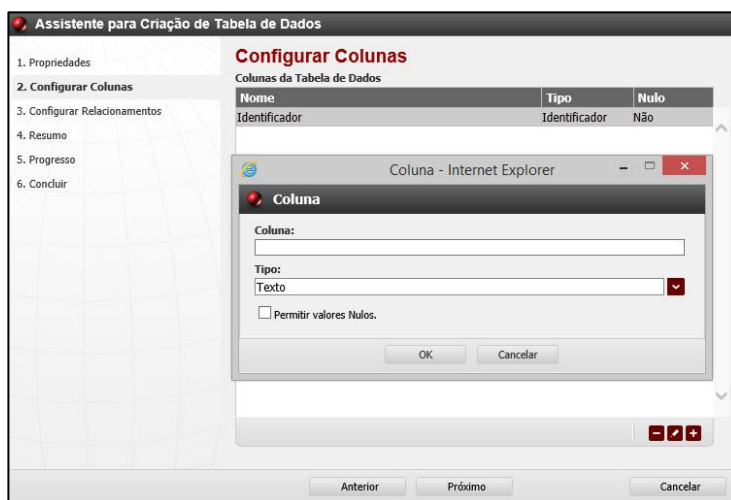 Assistente para Criação de Tabela de Dados
1. Propriedades
2. Configurar Colunas
3. Configurar Relacionamentos
4. Resumo
5. Progresso
6. Concluir
Configurar Colunas
Colunas da Tabela de Dados
Nome Tipo Nulo
Identificador Identificador Não
Coluna - Internet Explorer
Coluna
Coluna:
Tipo:
Texto
Permitir valores Nulos.
OK Cancelar
Anterior Próximo Cancelar